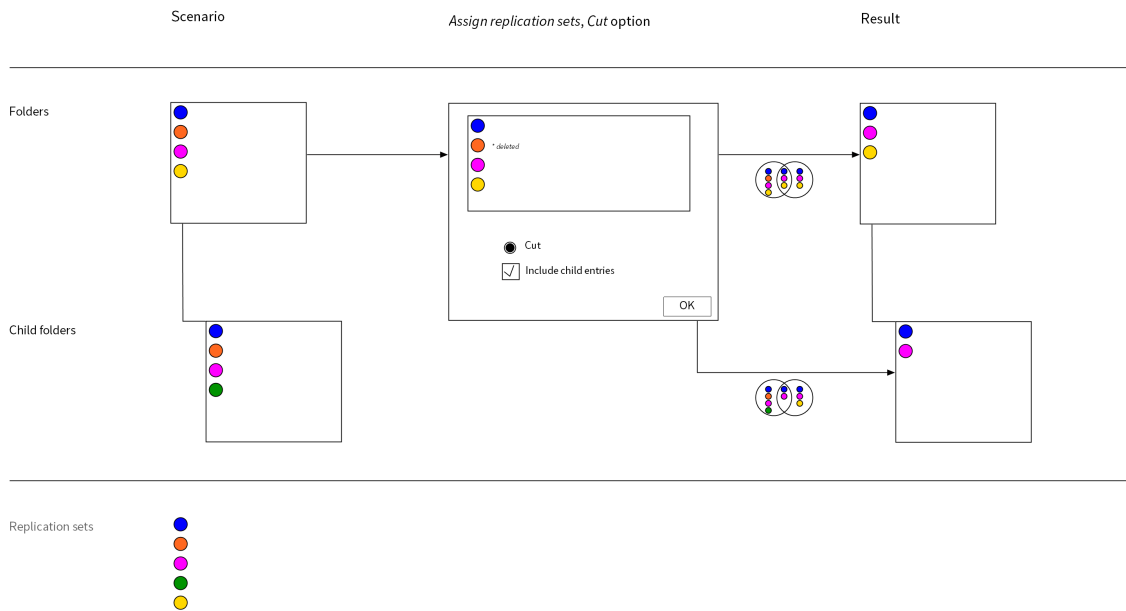 Scenario
Assign replication sets, Cut option
Result
Folders
* deleted
Cut
Include child entries
OK
Child folders
Replication sets